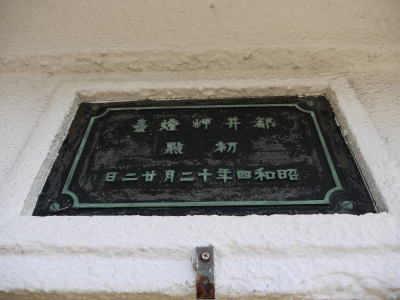 都井岬燈臺
初點
昭和四年十二月廿二日